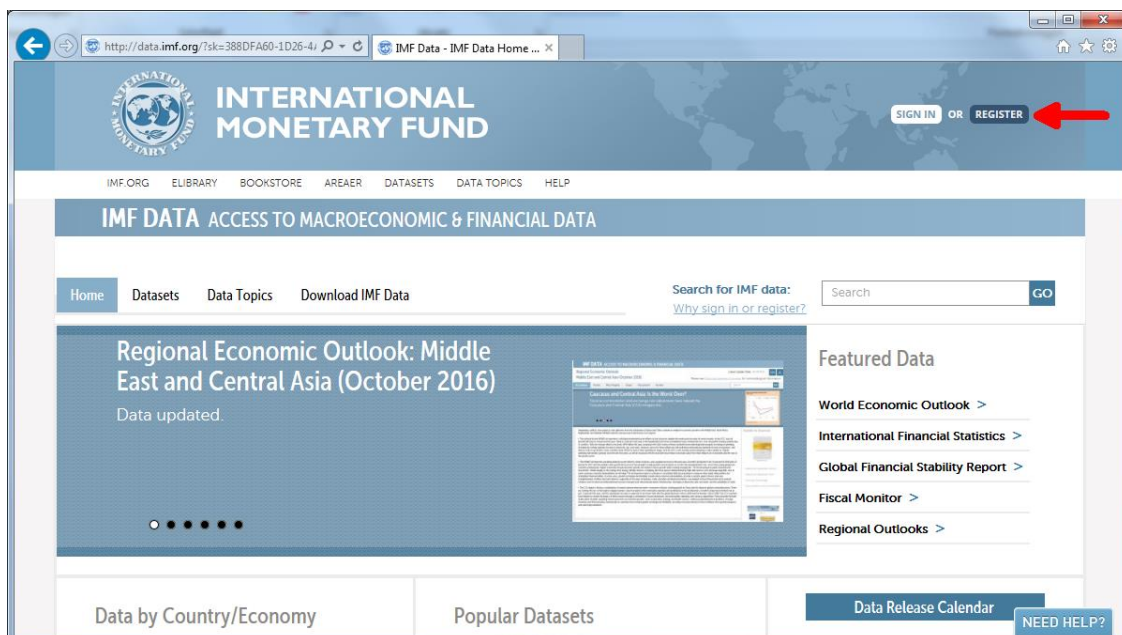 http://data.imf.org/?sk=388DFA60-1D26-4
IMF Data - IMF Data Home ...
INTERNATIONAL
MONETARY FUND
INTERNATIONAL
MONETARY FUND
SIGN IN OR REGISTER
IMF.ORG ELIBRARY BOOKSTORE AREAER DATASETS DATA TOPICS HELP
IMF DATA ACCESS TO MACROECONOMIC & FINANCIAL DATA
Home Datasets Data Topics Download IMF Data
Search for IMF data:
Why sign in or register?
Search
GO
Regional Economic Outlook: Middle
East and Central Asia (October 2016)
Data updated.
Featured Data
World Economic Outlook >
International Financial Statistics >
Global Financial Stability Report >
Fiscal Monitor >
Regional Outlooks >
Data by Country/Economy
Popular Datasets
Data Release Calendar
NEED HELP?